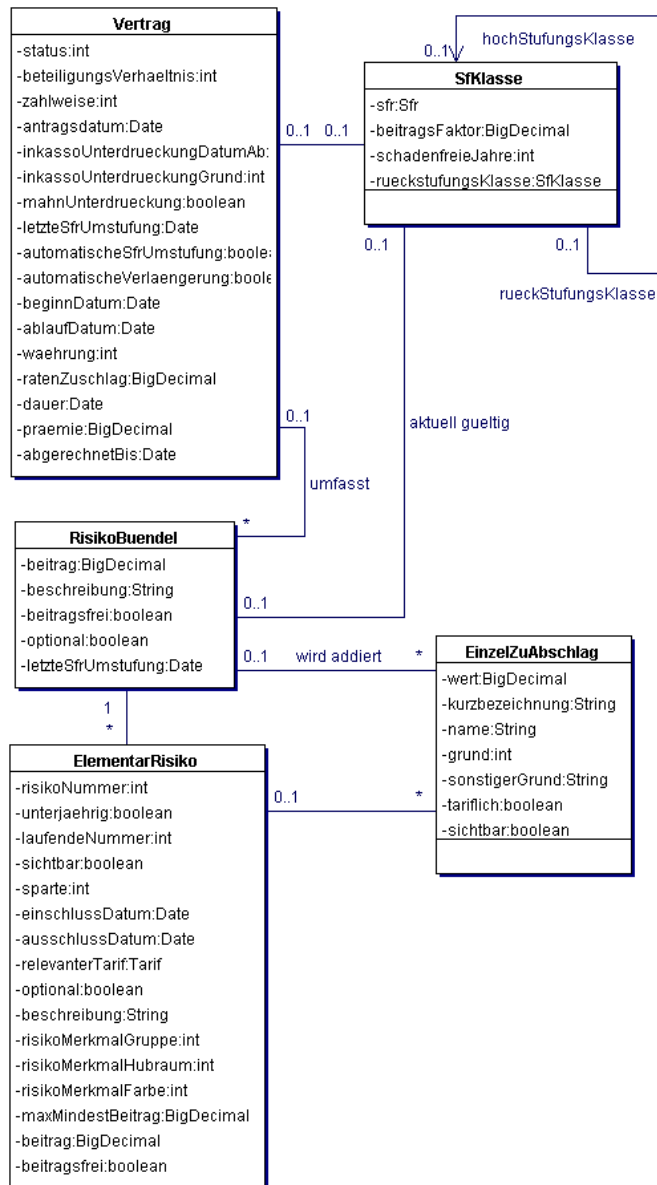 Vertrag
-status:int
-beteiligungsVerhaeltnis:int
-zahlweise:int
-antragsdatum:Date
-inkassoUnterdrueckungDatumAb:
-inkassoUnterdrueckungGrund:int
-mahnUnterdrueckung:boolean
-letzteSfrUmstufung:Date
-automatischeSfrUmstufung:boole
-automatischeVerlaengerung:boole
-beginnDatum:Date
-ablaufDatum:Date
-waehrung:int
-ratenZuschlag:BigDecimal
-dauer:Date
-praemie:BigDecimal
-abgerechnetBis:Date
0..1 0..1
hochStufungsKlasse
0..1
SfKlasse
-sfr:Sfr
-beitragsFaktor:BigDecimal
-schadenfreieJahre:int
-rueckstufungsKlasse:SfKlasse
0..1
0..1
rueckStufungsKlasse
aktuell gueltig
0..1
umfasst
*
RisikoBuendel
-beitrag:BigDecimal
-beschreibung:String
-beitragsfrei:boolean
-optional:boolean
-letzteSfrUmstufung:Date
0..1
0..1 wird addiert *
EinzelZuAbschlag
-wert:BigDecimal
-kurzbezeichnung:String
-name:String
-grund:int
-sonstigerGrund:String
-tariflich:boolean
-sichtbar:boolean
1
*
ElementarRisiko
-risikoNummer:int
-unterjaehrig:boolean
-laufendeNummer:int
-sichtbar:boolean
-sparte:int
-einschlussDatum:Date
-ausschlussDatum:Date
-relevanterTarif:Tarif
-optional:boolean
-beschreibung:String
-risikoMerkmalGruppe:int
-risikoMerkmalHubraum:int
-risikoMerkmalFarbe:int
-maxMindestBeitrag:BigDecimal
-beitrag:BigDecimal
-beitragsfrei:boolean
0..1 *